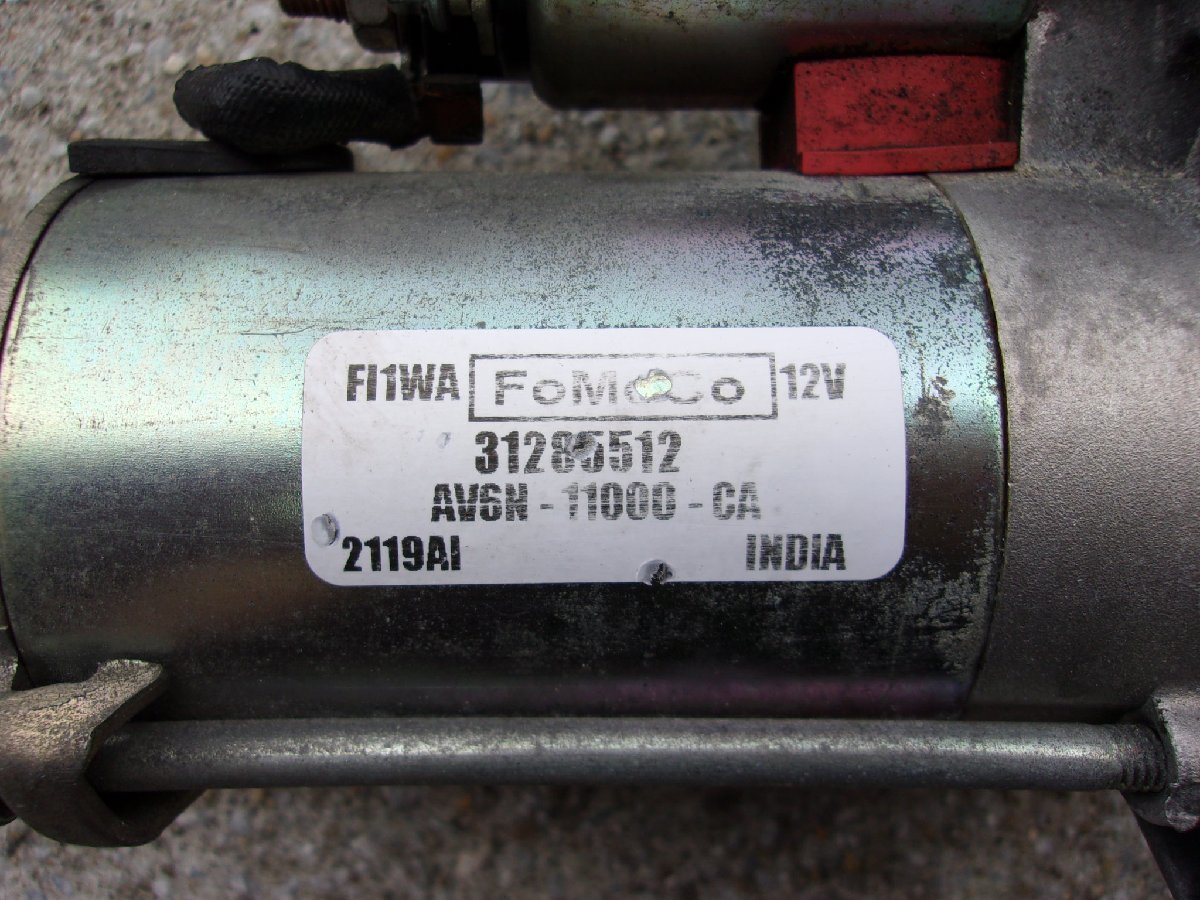 FI1WA FoMoCo 12V
31285512
AV6N - 11000 - CA
2119AI INDIA